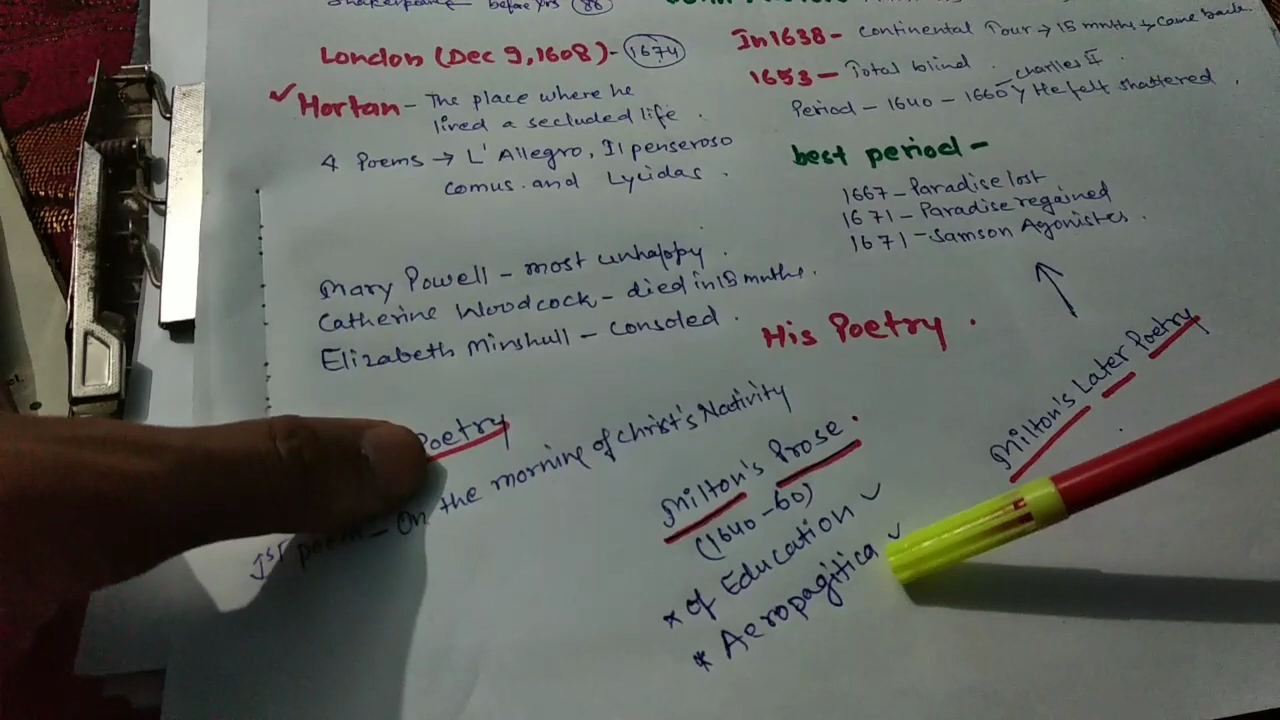 before yrs 88
London (Dec 9, 1608) - 1674
Hortan - The place where he
lived a secluded life .
4 Poems → L' Allegro, Il penseroso
comus. and Lycidas .
In 1638 - Continental Tour → 15 mnths → Came back
1653 - Total blind .
Charles II .
Period - 1640 - 1660 → He felt shattered .
best period -
1667 - Paradise lost
1671 - Paradise regained
1671 - Samson Agonistes .
Mary Powell - most unhappy .
Catherine Woodcock - died in 15 mnths .
Elizabeth Minshull - Consoled .
His Poetry .
Poetry
Ist poem - On the morning of Christ's Nativity
Milton's Prose .
(1640 - 60)
* Of Education ✓
* Aeropagitica ✓
Milton's Later Poetry